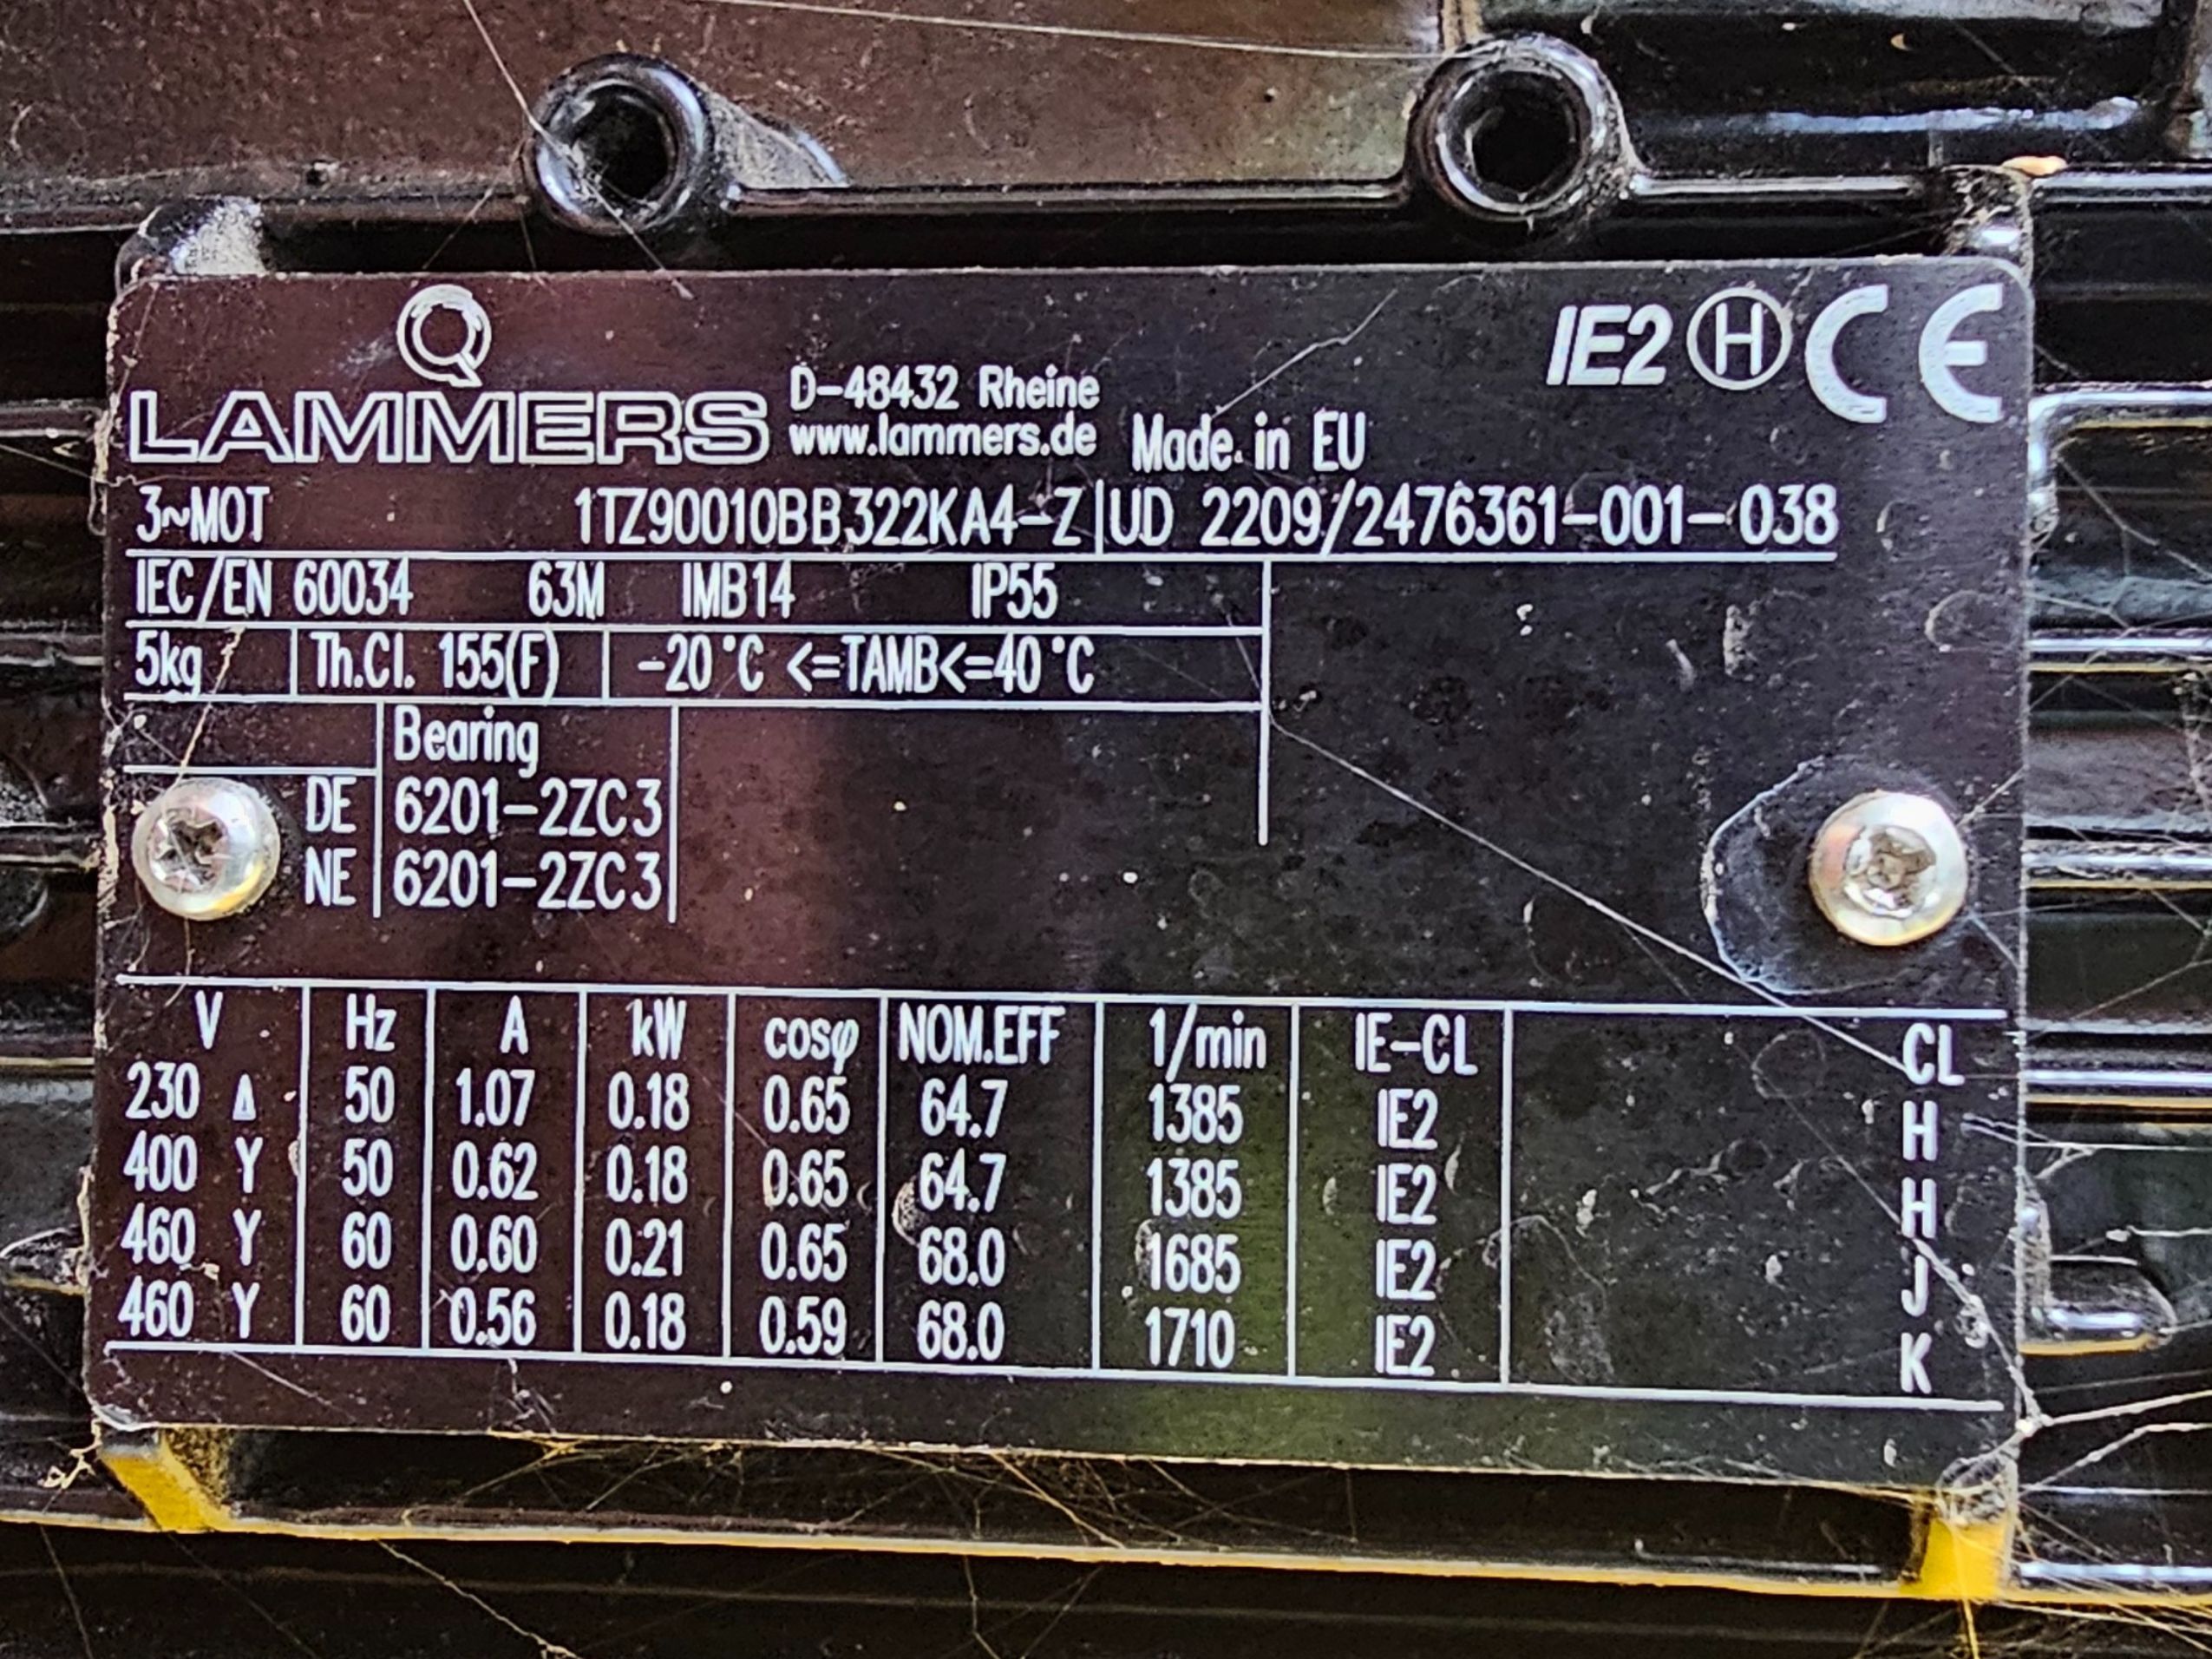 IE2 H CE
LAMMERS D-48432 Rheine
www.lammers.de Made in EU
3~MOT 1TZ90010BB322KA4-Z UD 2209/2476361-001-038
IEC/EN 60034 63M IMB14 IP55
5kg Th.Cl. 155(F) -20°C <=TAMB<=40°C
Bearing
DE 6201-2ZC3
NE 6201-2ZC3
V Hz A kW cosφ NOM.EFF 1/min IE-CL CL
230 Δ 50 1.07 0.18 0.65 64.7 1385 IE2 H
400 Y 50 0.62 0.18 0.65 64.7 1385 IE2 H
460 Y 60 0.60 0.21 0.65 68.0 1685 IE2 J
460 Y 60 0.56 0.18 0.59 68.0 1710 IE2 K